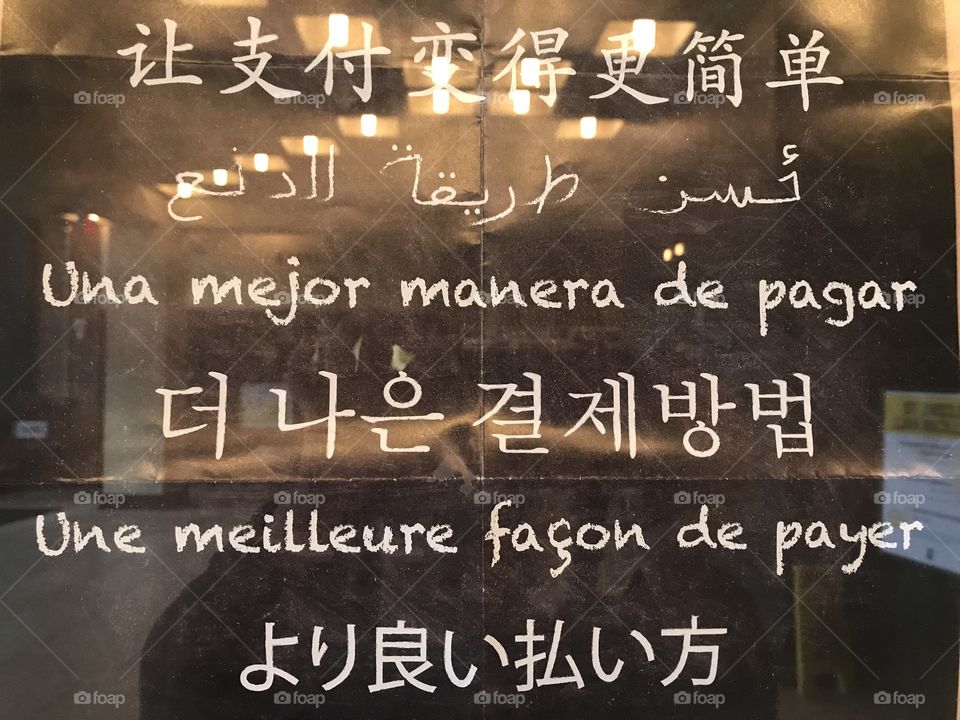 让支付变得更简单
أحسن طريقة الدفع
Una mejor manera de pagar
더 나은 결제방법
Une meilleure façon de payer
より良い払い方